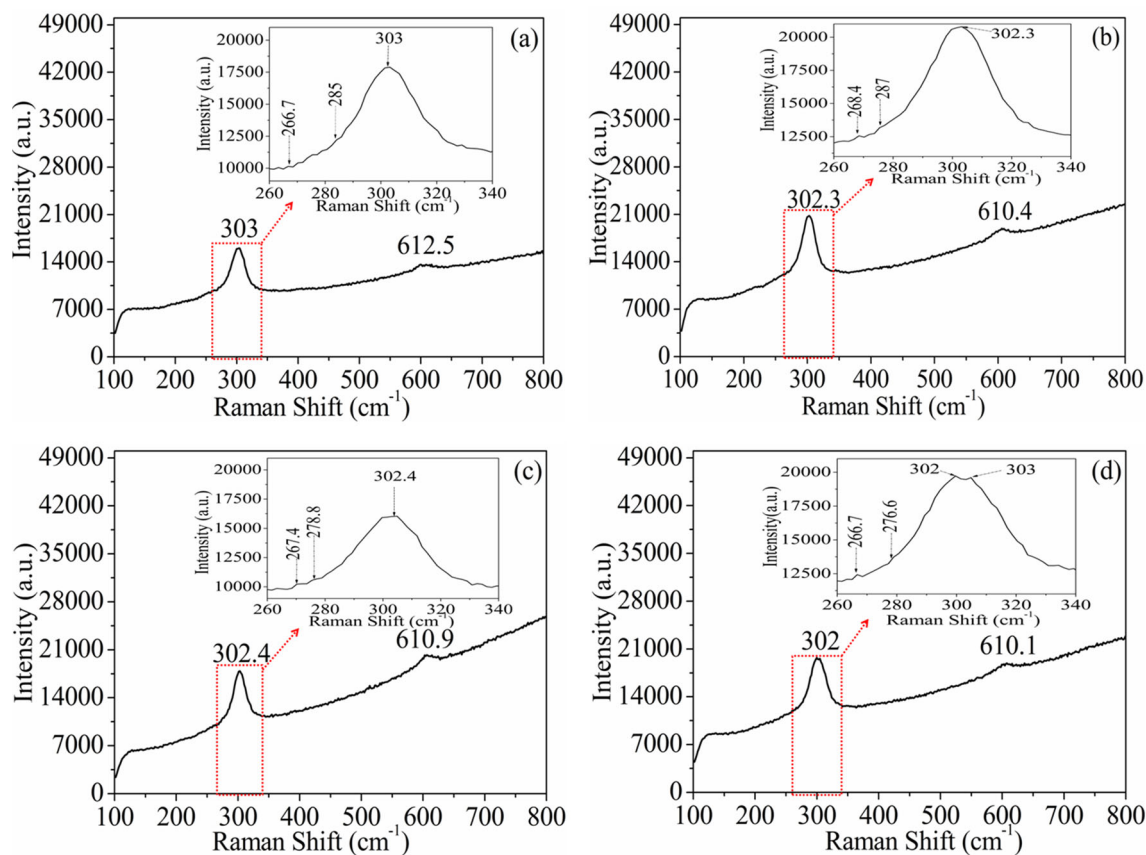 (a)
49000
42000
35000
28000
21000
14000
7000
0
Intensity (a.u.)
100 200 300 400 500 600 700 800
Raman Shift (cm-1)
303
612.5
20000
17500
15000
12500
10000
Intensity (a.u.)
260 280 300 320 340
Raman Shift (cm-1)
266.7
285
303
(b)
49000
42000
35000
28000
21000
14000
7000
0
Intensity (a.u.)
100 200 300 400 500 600 700 800
Raman Shift (cm-1)
302.3
610.4
20000
17500
15000
12500
Intensity (a.u.)
260 280 300 320 340
Raman Shift (cm-1)
268.4
287
302.3
(c)
49000
42000
35000
28000
21000
14000
7000
0
Intensity (a.u.)
100 200 300 400 500 600 700 800
Raman Shift (cm-1)
302.4
610.9
20000
17500
15000
12500
10000
Intensity(a.u.)
260 280 300 320 340
Raman Shift (cm-1)
267.4
278.8
302.4
(d)
49000
42000
35000
28000
21000
14000
7000
0
Intensity (a.u.)
100 200 300 400 500 600 700 800
Raman Shift (cm-1)
302
610.1
20000
17500
15000
12500
Intensity(a.u.)
260 280 300 320 340
Raman Shift (cm-1)
266.7
276.6
302
303